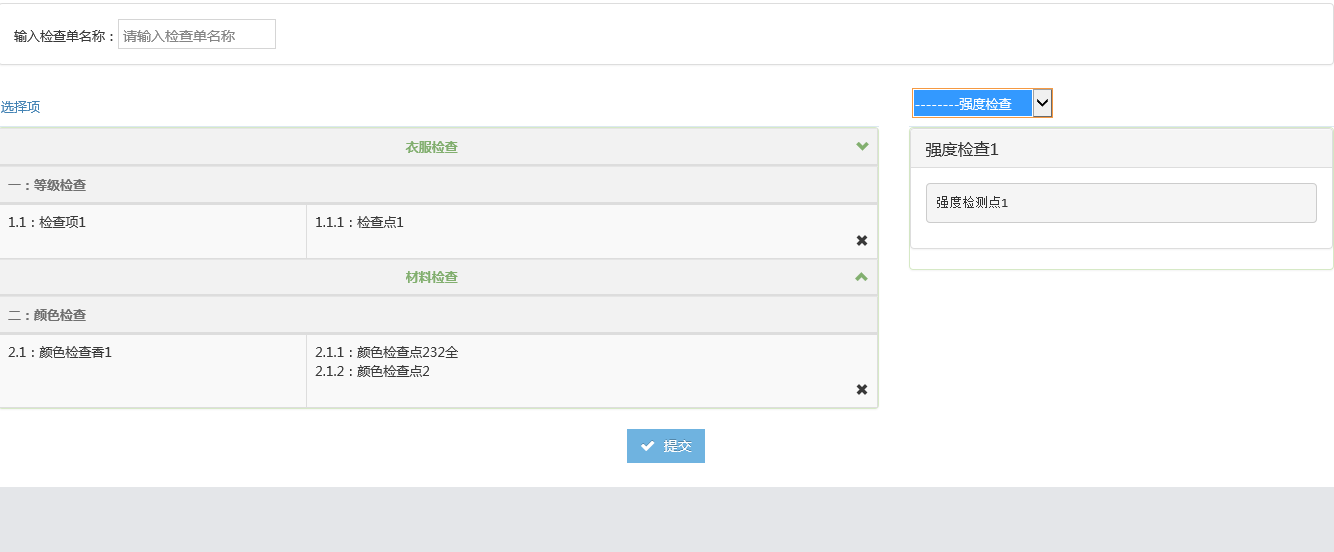 输入检查单名称：请输入检查单名称
选择项
--------强度检查
衣服检查
一：等级检查
1.1：检查项1
1.1.1：检查点1
材料检查
二：颜色检查
2.1：颜色检查香1
2.1.1：颜色检查点232全
2.1.2：颜色检查点2
强度检查1
强度检测点1
提交